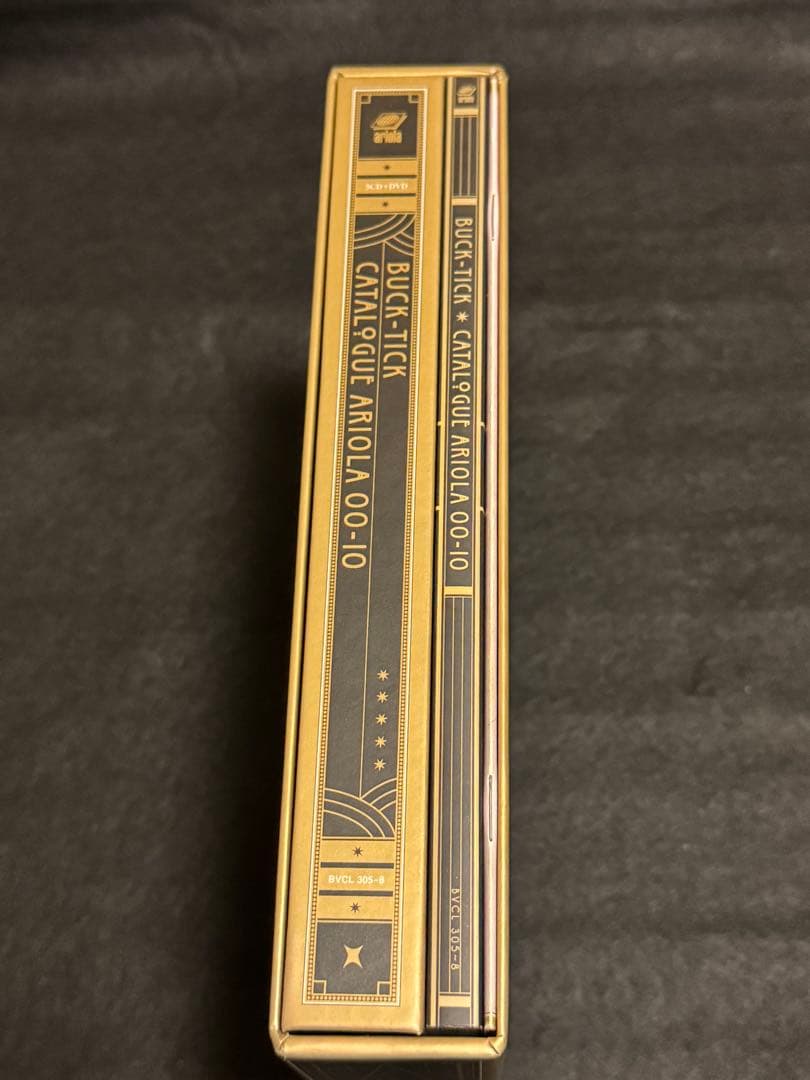 ariola
3CD+DVD
BUCK-TICK
CATALOGUE ARIOLA 00-10
BVCL 305~8
ariola
BUCK-TICK * CATALOGUE ARIOLA 00-10
BVCL 305~8